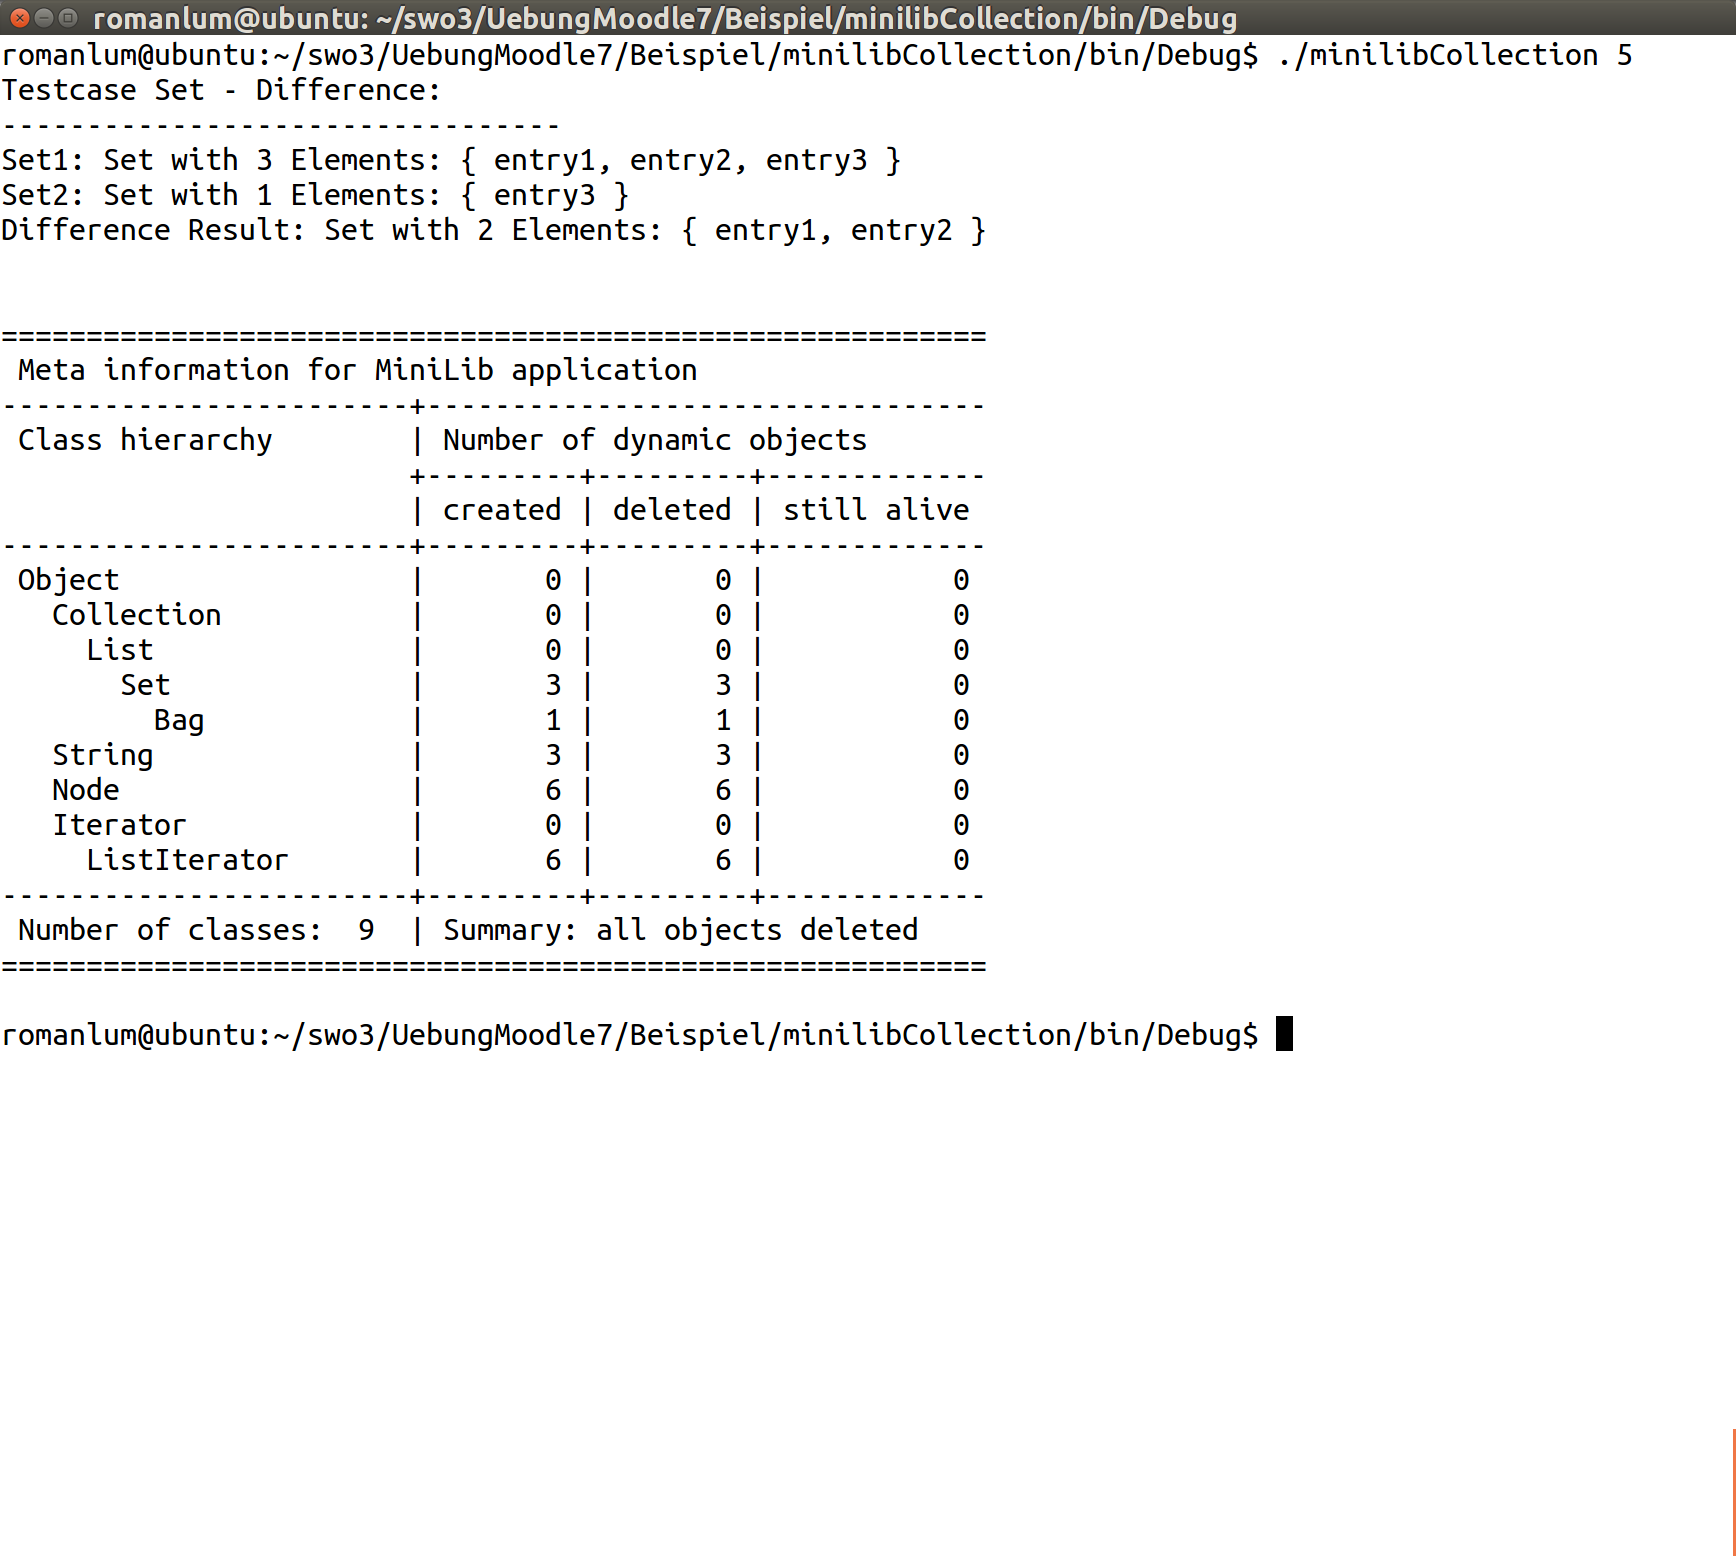 romanlum@ubuntu: ~/swo3/UebungMoodle7/Beispiel/minilibCollection/bin/Debug
romanlum@ubuntu:~/swo3/UebungMoodle7/Beispiel/minilibCollection/bin/Debug$ ./minilibCollection 5
Testcase Set - Difference:
---------------------------------
Set1: Set with 3 Elements: { entry1, entry2, entry3 }
Set2: Set with 1 Elements: { entry3 }
Difference Result: Set with 2 Elements: { entry1, entry2 }
==========================================================
 Meta information for MiniLib application
------------------------+---------------------------------
 Class hierarchy        | Number of dynamic objects
                        +---------+---------+-------------
                        | created | deleted | still alive
------------------------+---------+---------+-------------
 Object                 |       0 |       0 |           0
   Collection           |       0 |       0 |           0
     List               |       0 |       0 |           0
       Set              |       3 |       3 |           0
         Bag            |       1 |       1 |           0
   String               |       3 |       3 |           0
   Node                 |       6 |       6 |           0
   Iterator             |       0 |       0 |           0
     ListIterator       |       6 |       6 |           0
------------------------+---------+---------+-------------
 Number of classes:  9  | Summary: all objects deleted
==========================================================
romanlum@ubuntu:~/swo3/UebungMoodle7/Beispiel/minilibCollection/bin/Debug$